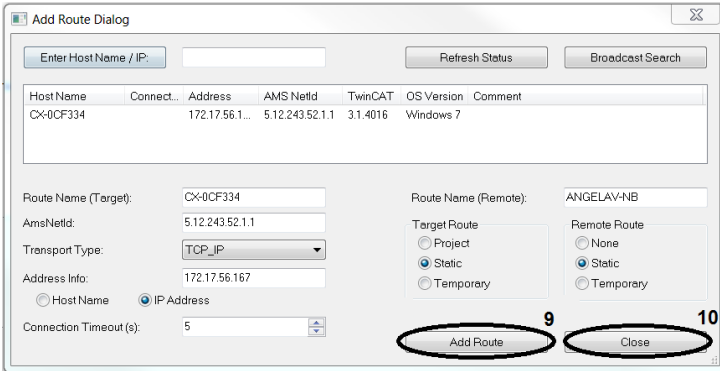 Add Route Dialog
Enter Host Name / IP: Refresh Status Broadcast Search
Host Name Connect... Address AMS NetId TwinCAT OS Version Comment
CX-0CF334 172.17.56.1... 5.12.243.52.1.1 3.1.4016 Windows 7
Route Name (Target): CX-0CF334 Route Name (Remote): ANGELAV-NB
AmsNetId: 5.12.243.52.1.1 Target Route Remote Route
Project None
Transport Type: TCP_IP
Static Static
Address Info: 172.17.56.167
Temporary Temporary
Host Name IP Address
9 10
Connection Timeout (s): 5
Add Route Close